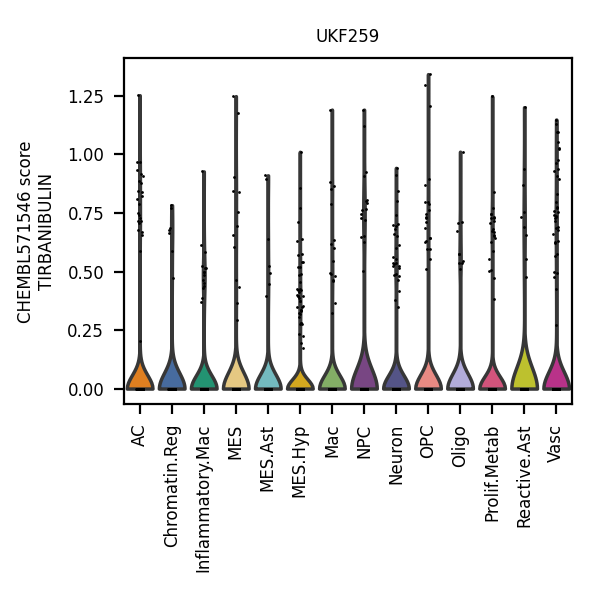 UKF259
CHEMBL571546 score
TIRBANIBULIN
1.25
1.00
0.75
0.50
0.25
0.00
AC
Chromatin.Reg
Inflammatory.Mac
MES
MES.Ast
MES.Hyp
Mac
NPC
Neuron
OPC
Oligo
Prolif.Metab
Reactive.Ast
Vasc